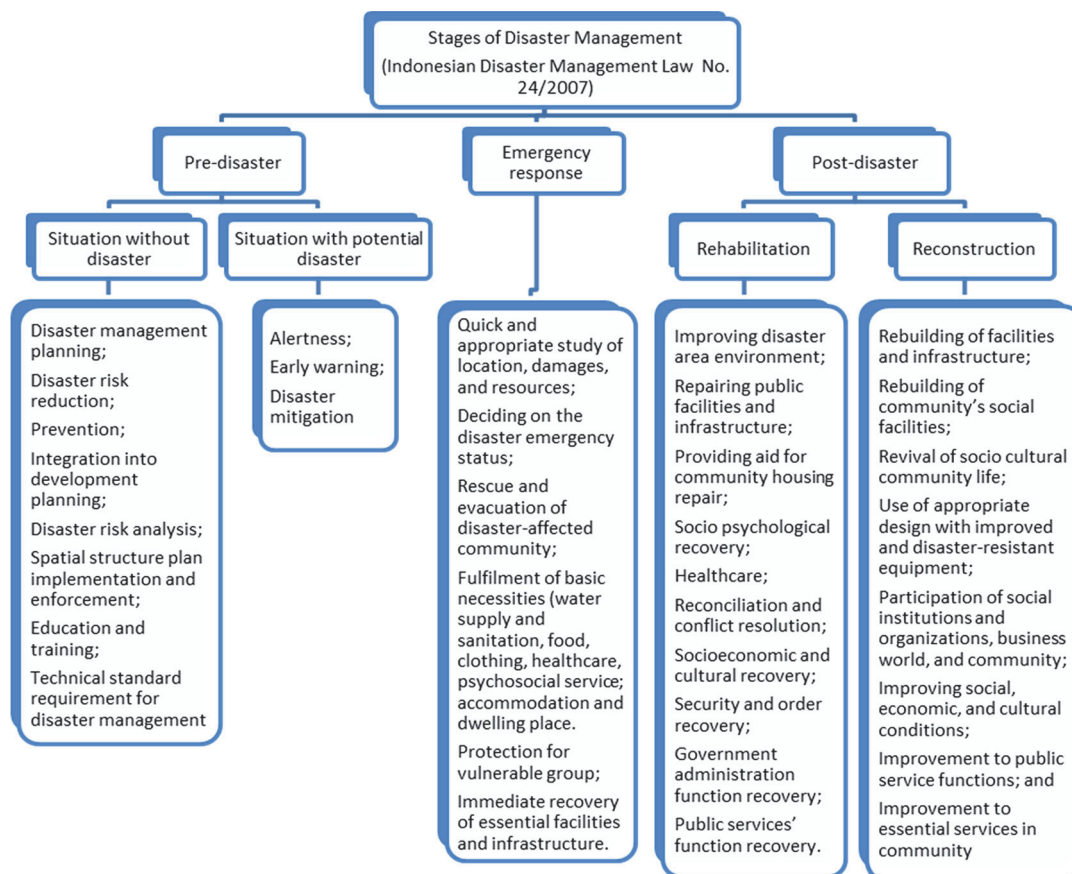 Stages of Disaster Management
(Indonesian Disaster Management Law No.
24/2007)
Pre-disaster
Emergency
response
Post-disaster
Situation without
disaster
Situation with potential
disaster
Rehabilitation
Reconstruction
Disaster management
planning;
Disaster risk
reduction;
Prevention;
Integration into
development
planning;
Disaster risk analysis;
Spatial structure plan
implementation and
enforcement;
Education and
training;
Technical standard
requirement for
disaster management
Alertness;
Early warning;
Disaster
mitigation
Quick and
appropriate study of
location, damages,
and resources;
Deciding on the
disaster emergency
status;
Rescue and
evacuation of
disaster-affected
community;
Fulfilment of basic
necessities (water
supply and
sanitation, food,
clothing, healthcare,
psychosocial service;
accommodation and
dwelling place.
Protection for
vulnerable group;
Immediate recovery
of essential facilities
and infrastructure.
Improving disaster
area environment;
Repairing public
facilities and
infrastructure;
Providing aid for
community housing
repair;
Socio psychological
recovery;
Healthcare;
Reconciliation and
conflict resolution;
Socioeconomic and
cultural recovery;
Security and order
recovery;
Government
administration
function recovery;
Public services’
function recovery.
Rebuilding of facilities
and infrastructure;
Rebuilding of
community’s social
facilities;
Revival of socio cultural
community life;
Use of appropriate
design with improved
and disaster-resistant
equipment;
Participation of social
institutions and
organizations, business
world, and community;
Improving social,
economic, and cultural
conditions;
Improvement to public
service functions; and
Improvement to
essential services in
community